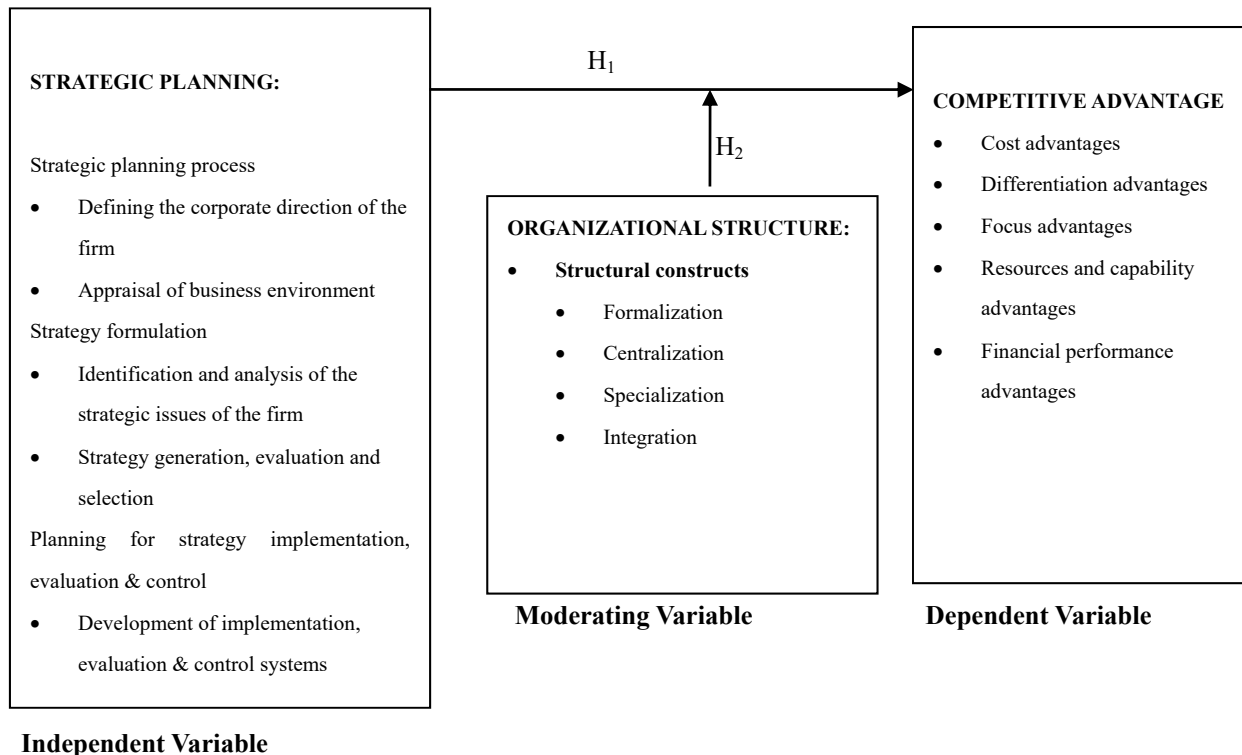 STRATEGIC PLANNING:
Strategic planning process
• Defining the corporate direction of the
firm
• Appraisal of business environment
Strategy formulation
• Identification and analysis of the
strategic issues of the firm
• Strategy generation, evaluation and
selection
Planning for strategy implementation,
evaluation & control
• Development of implementation,
evaluation & control systems
Independent Variable
H₁
H₂
ORGANIZATIONAL STRUCTURE:
• Structural constructs
• Formalization
• Centralization
• Specialization
• Integration
Moderating Variable
COMPETITIVE ADVANTAGE
• Cost advantages
• Differentiation advantages
• Focus advantages
• Resources and capability
advantages
• Financial performance
advantages
Dependent Variable